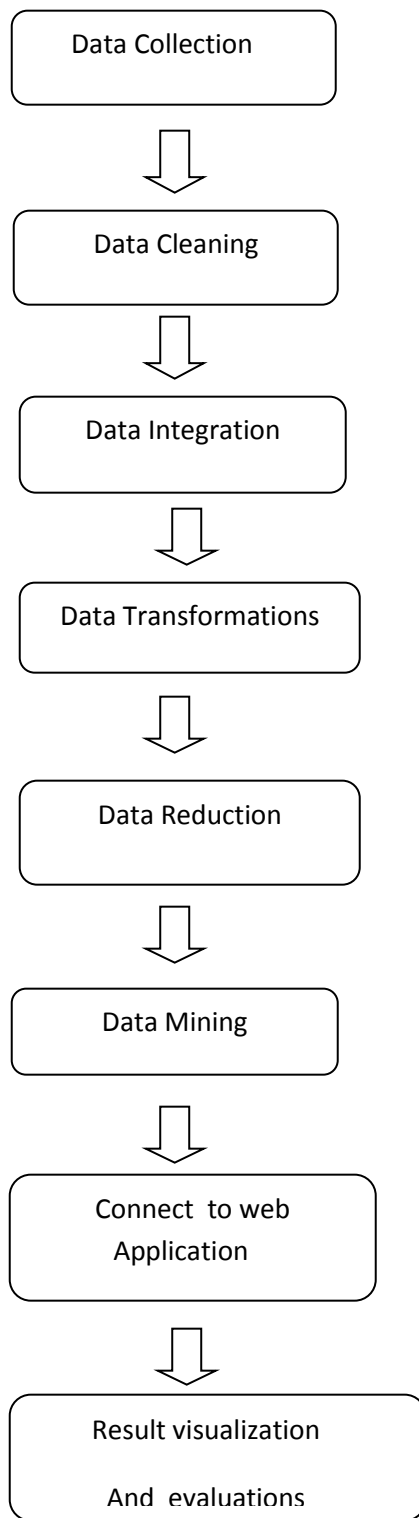 Data Collection
Data Cleaning
Data Integration
Data Transformations
Data Reduction
Data Mining
Connect to web
Application
Result visualization
And evaluations